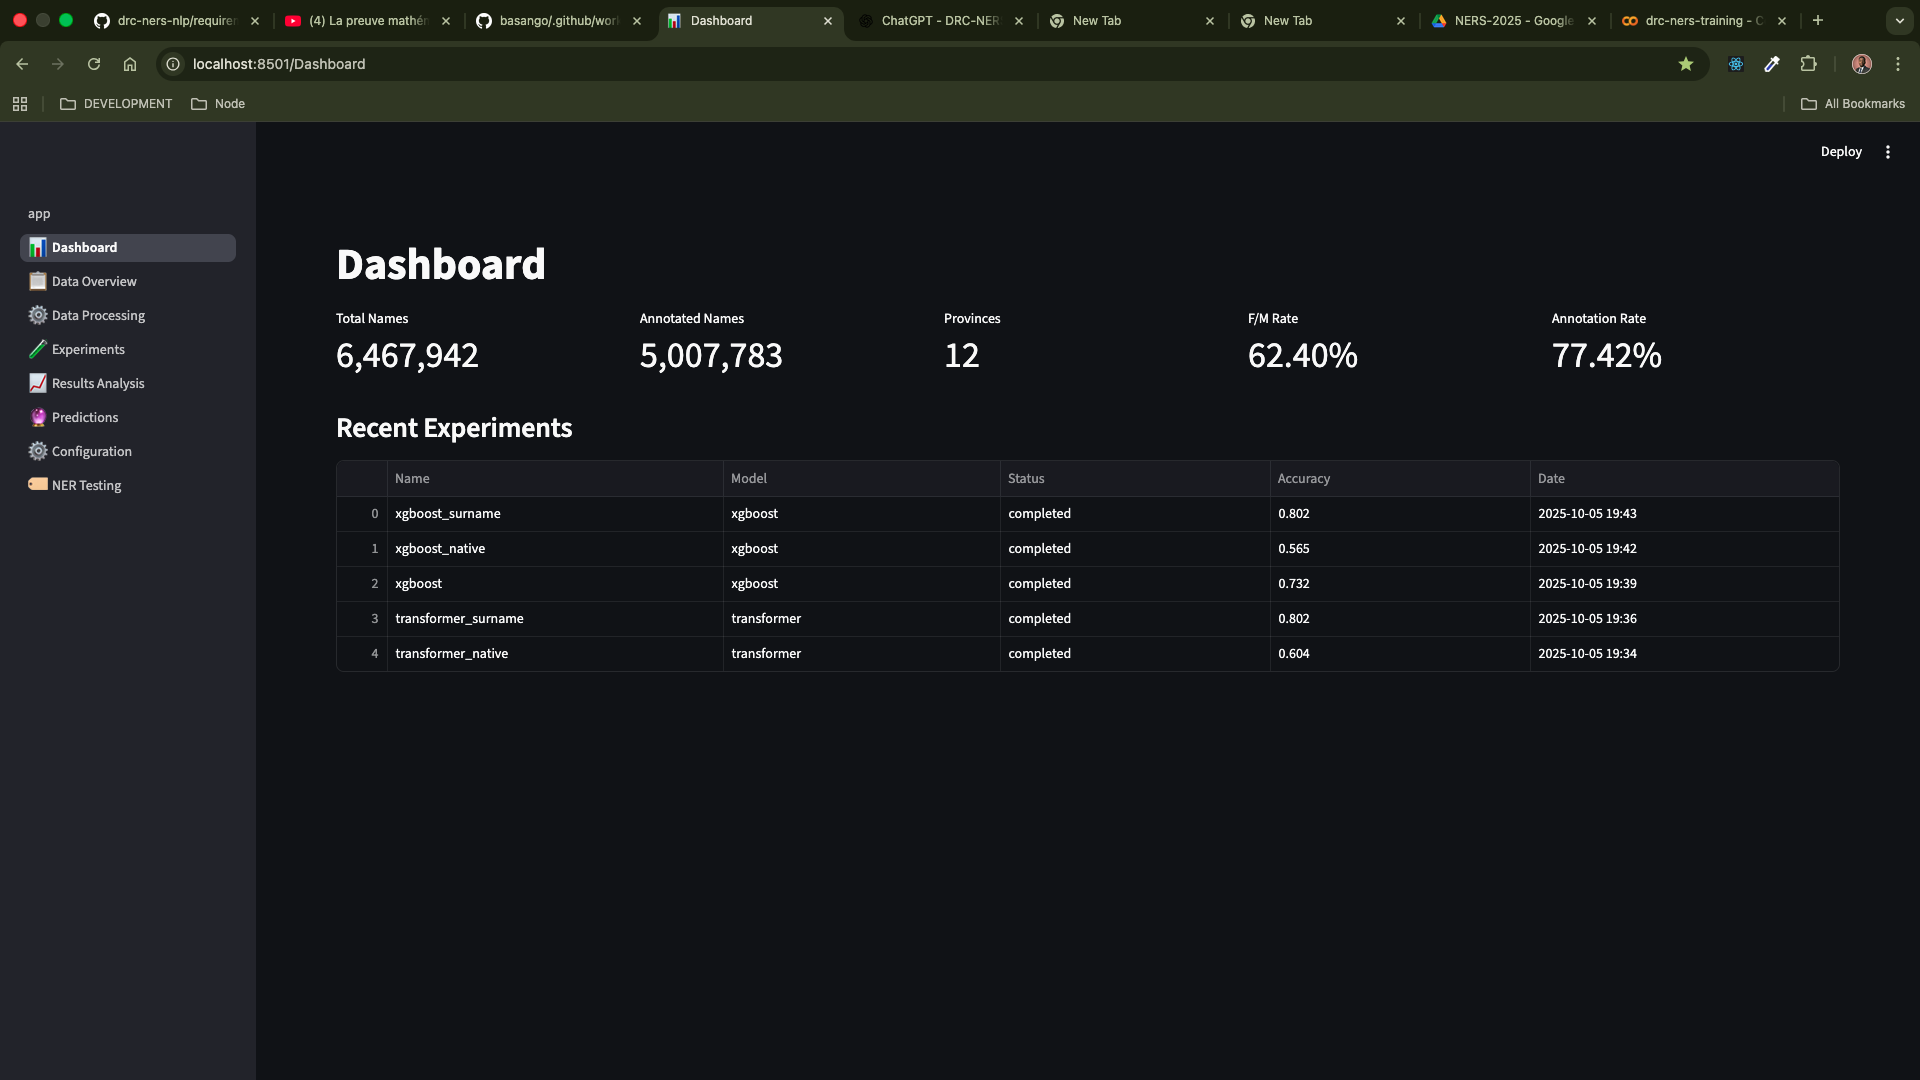 drc-ners-nlp/requirer
(4) La preuve mathén
basango/.github/work
Dashboard
ChatGPT - DRC-NER
New Tab
New Tab
NERS-2025 - Google
drc-ners-training - C
localhost:8501/Dashboard
DEVELOPMENT
Node
All Bookmarks
Deploy
app
Dashboard
Data Overview
Data Processing
Experiments
Results Analysis
Predictions
Configuration
NER Testing
Dashboard
Total Names Annotated Names Provinces F/M Rate Annotation Rate
6,467,942 5,007,783 12 62.40% 77.42%
Recent Experiments
Name Model Status Accuracy Date
0 xgboost_surname xgboost completed 0.802 2025-10-05 19:43
1 xgboost_native xgboost completed 0.565 2025-10-05 19:42
2 xgboost xgboost completed 0.732 2025-10-05 19:39
3 transformer_surname transformer completed 0.802 2025-10-05 19:36
4 transformer_native transformer completed 0.604 2025-10-05 19:34